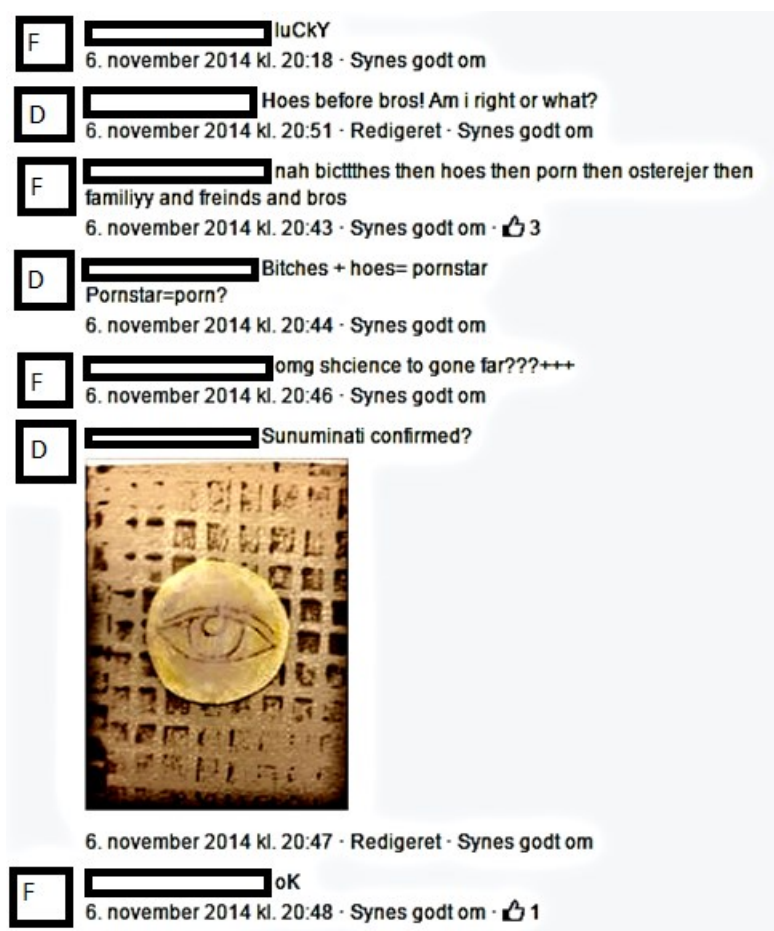 F
luCkY
6. november 2014 kl. 20:18 · Synes godt om
D
Hoes before bros! Am i right or what?
6. november 2014 kl. 20:51 · Redigeret · Synes godt om
F
nah bicttthes then hoes then porn then osterejer then
familiyy and freinds and bros
6. november 2014 kl. 20:43 · Synes godt om · 3
D
Bitches + hoes= pornstar
Pornstar=porn?
6. november 2014 kl. 20:44 · Synes godt om
F
omg shcience to gone far???+++
6. november 2014 kl. 20:46 · Synes godt om
D
Sunuminati confirmed?
6. november 2014 kl. 20:47 · Redigeret · Synes godt om
F
oK
6. november 2014 kl. 20:48 · Synes godt om · 1